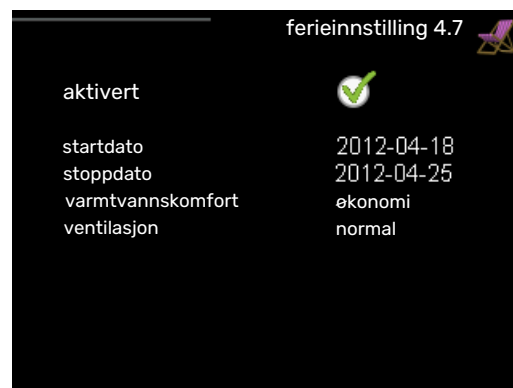 ferieinnstilling 4.7
aktivert
startdato 2012-04-18
stoppdato 2012-04-25
varmtvannskomfort økonomi
ventilasjon normal